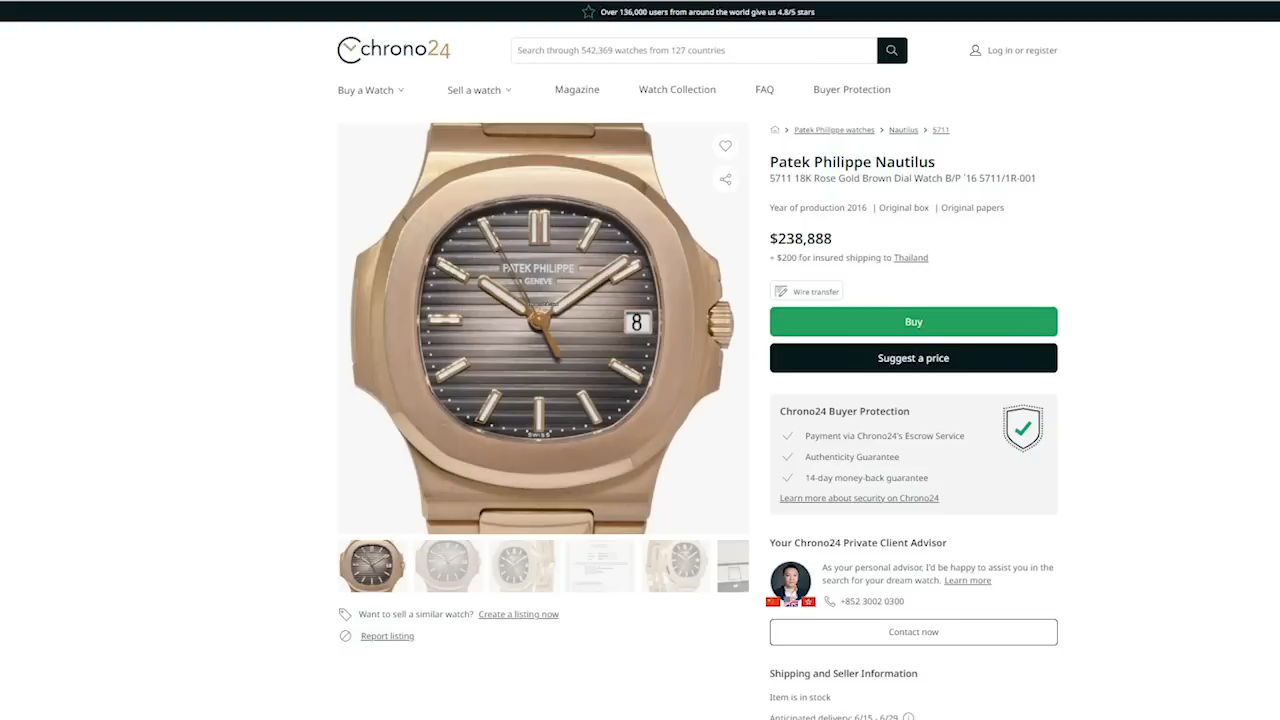 Over 136,000 users from around the world give us 4.8/5 stars
chrono24
Search through 542,369 watches from 127 countries
Log in or register
Buy a Watch
Sell a watch
Magazine
Watch Collection
FAQ
Buyer Protection
Patek Philippe watches > Nautilus > 5711
PATEK PHILIPPE
GENEVE
8
SWISS
Patek Philippe Nautilus
5711 18K Rose Gold Brown Dial Watch B/P '16 5711/1R-001
Year of production 2016 | Original box | Original papers
$238,888
+ $200 for insured shipping to Thailand
Wire transfer
Buy
Suggest a price
Chrono24 Buyer Protection
Payment via Chrono24's Escrow Service
Authenticity Guarantee
14-day money-back guarantee
Learn more about security on Chrono24
Want to sell a similar watch? Create a listing now
Report listing
Your Chrono24 Private Client Advisor
As your personal advisor, I'd be happy to assist you in the
search for your dream watch. Learn more
+852 3002 0300
Contact now
Shipping and Seller Information
Item is in stock
Anticipated delivery: 6/15 - 6/29